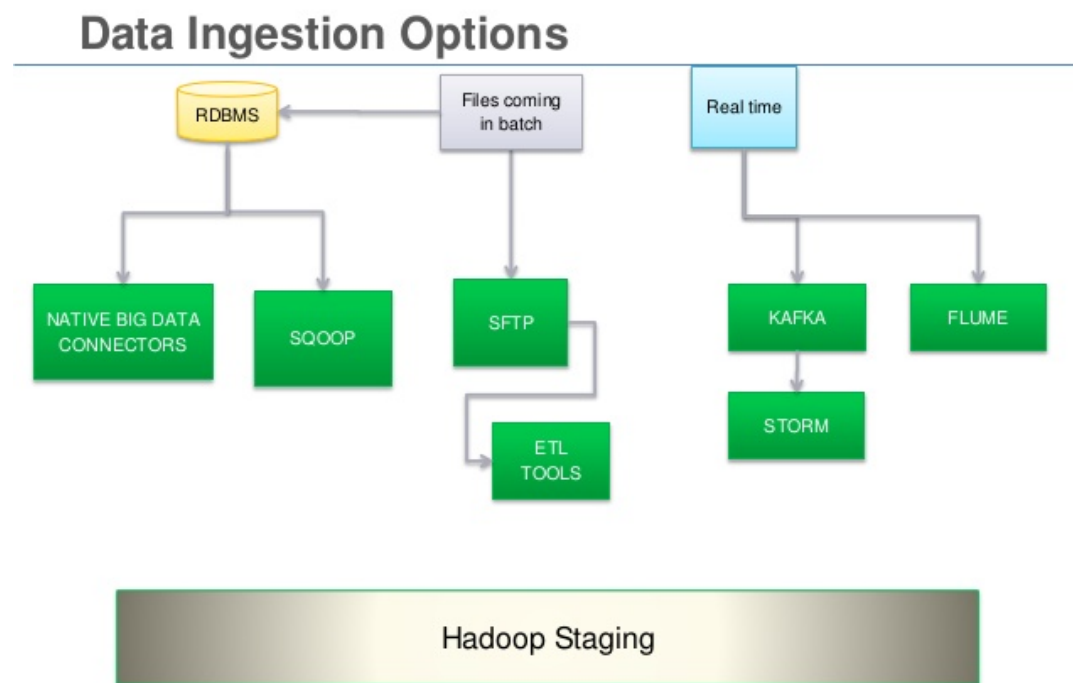 Data Ingestion Options
RDBMS
Files coming
in batch
Real time
NATIVE BIG DATA
CONNECTORS
SQOOP
SFTP
KAFKA
FLUME
STORM
ETL
TOOLS
Hadoop Staging